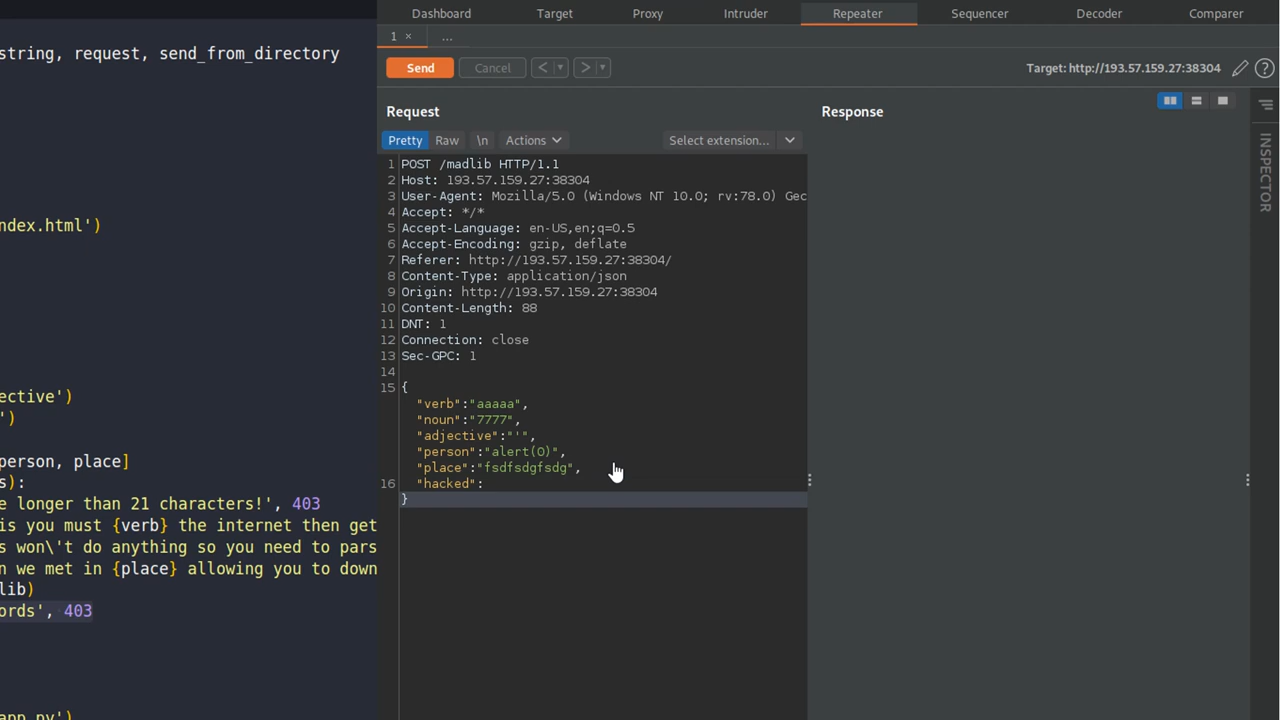 Dashboard Target Proxy Intruder Repeater Sequencer Decoder Comparer
1 × ...
Send Cancel < > Target: http://193.57.159.27:38304 ?
Request
Response
Pretty Raw \n Actions Select extension...
INSPECTOR
1 POST /madlib HTTP/1.1
2 Host: 193.57.159.27:38304
3 User-Agent: Mozilla/5.0 (Windows NT 10.0; rv:78.0) Gec
4 Accept: */*
5 Accept-Language: en-US,en;q=0.5
6 Accept-Encoding: gzip, deflate
7 Referer: http://193.57.159.27:38304/
8 Content-Type: application/json
9 Origin: http://193.57.159.27:38304
10 Content-Length: 88
11 DNT: 1
12 Connection: close
13 Sec-GPC: 1
14
15 {
"verb":"aaaaa",
"noun":"7777",
"adjective":"'",
"person":"alert(0)",
"place":"fsdfsdgfsdg",
16 "hacked":
}
string, request, send_from_directory
ndex.html')
ective')
')
person, place]
s):
e longer than 21 characters!', 403
is you must {verb} the internet then get
s won\'t do anything so you need to pars
n we met in {place} allowing you to down
lib)
ords', 403
app.py')